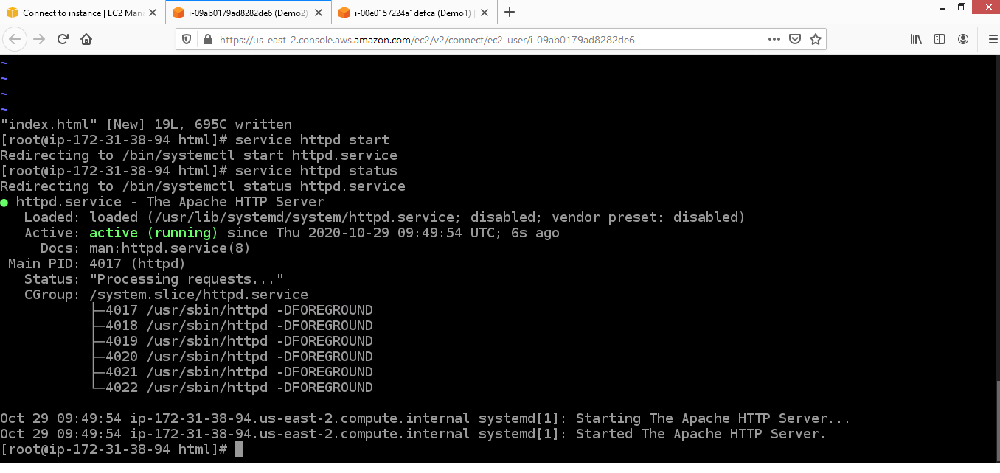 Connect to instance | EC2 Man
i-09ab0179ad8282de6 (Demo2)
i-00e0157224a1defca (Demo1) |
https://us-east-2.console.aws.amazon.com/ec2/v2/connect/ec2-user/i-09ab0179ad8282de6
~
~
~
~
"index.html" [New] 19L, 695C written
[root@ip-172-31-38-94 html]# service httpd start
Redirecting to /bin/systemctl start httpd.service
[root@ip-172-31-38-94 html]# service httpd status
Redirecting to /bin/systemctl status httpd.service
● httpd.service - The Apache HTTP Server
   Loaded: loaded (/usr/lib/systemd/system/httpd.service; disabled; vendor preset: disabled)
   Active: active (running) since Thu 2020-10-29 09:49:54 UTC; 6s ago
     Docs: man:httpd.service(8)
 Main PID: 4017 (httpd)
   Status: "Processing requests..."
   CGroup: /system.slice/httpd.service
           ├─4017 /usr/sbin/httpd -DFOREGROUND
           ├─4018 /usr/sbin/httpd -DFOREGROUND
           ├─4019 /usr/sbin/httpd -DFOREGROUND
           ├─4020 /usr/sbin/httpd -DFOREGROUND
           ├─4021 /usr/sbin/httpd -DFOREGROUND
           └─4022 /usr/sbin/httpd -DFOREGROUND
Oct 29 09:49:54 ip-172-31-38-94.us-east-2.compute.internal systemd[1]: Starting The Apache HTTP Server...
Oct 29 09:49:54 ip-172-31-38-94.us-east-2.compute.internal systemd[1]: Started The Apache HTTP Server.
[root@ip-172-31-38-94 html]#